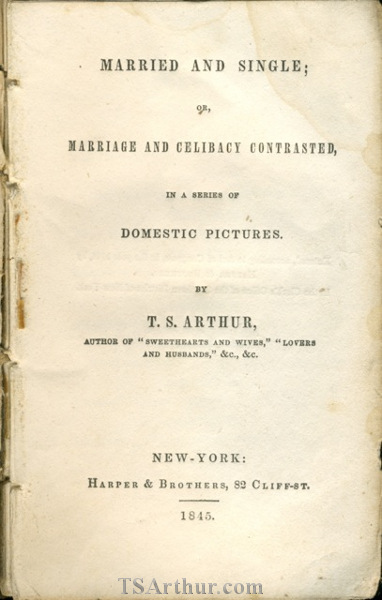 MARRIED AND SINGLE;
OR,
MARRIAGE AND CELIBACY CONTRASTED,
IN A SERIES OF
DOMESTIC PICTURES.
BY
T. S. ARTHUR,
AUTHOR OF "SWEETHEARTS AND WIVES," "LOVERS
AND HUSBANDS," &C., &C.
NEW-YORK:
HARPER & BROTHERS, 82 CLIFF-ST.
1845.
TSArthur.com